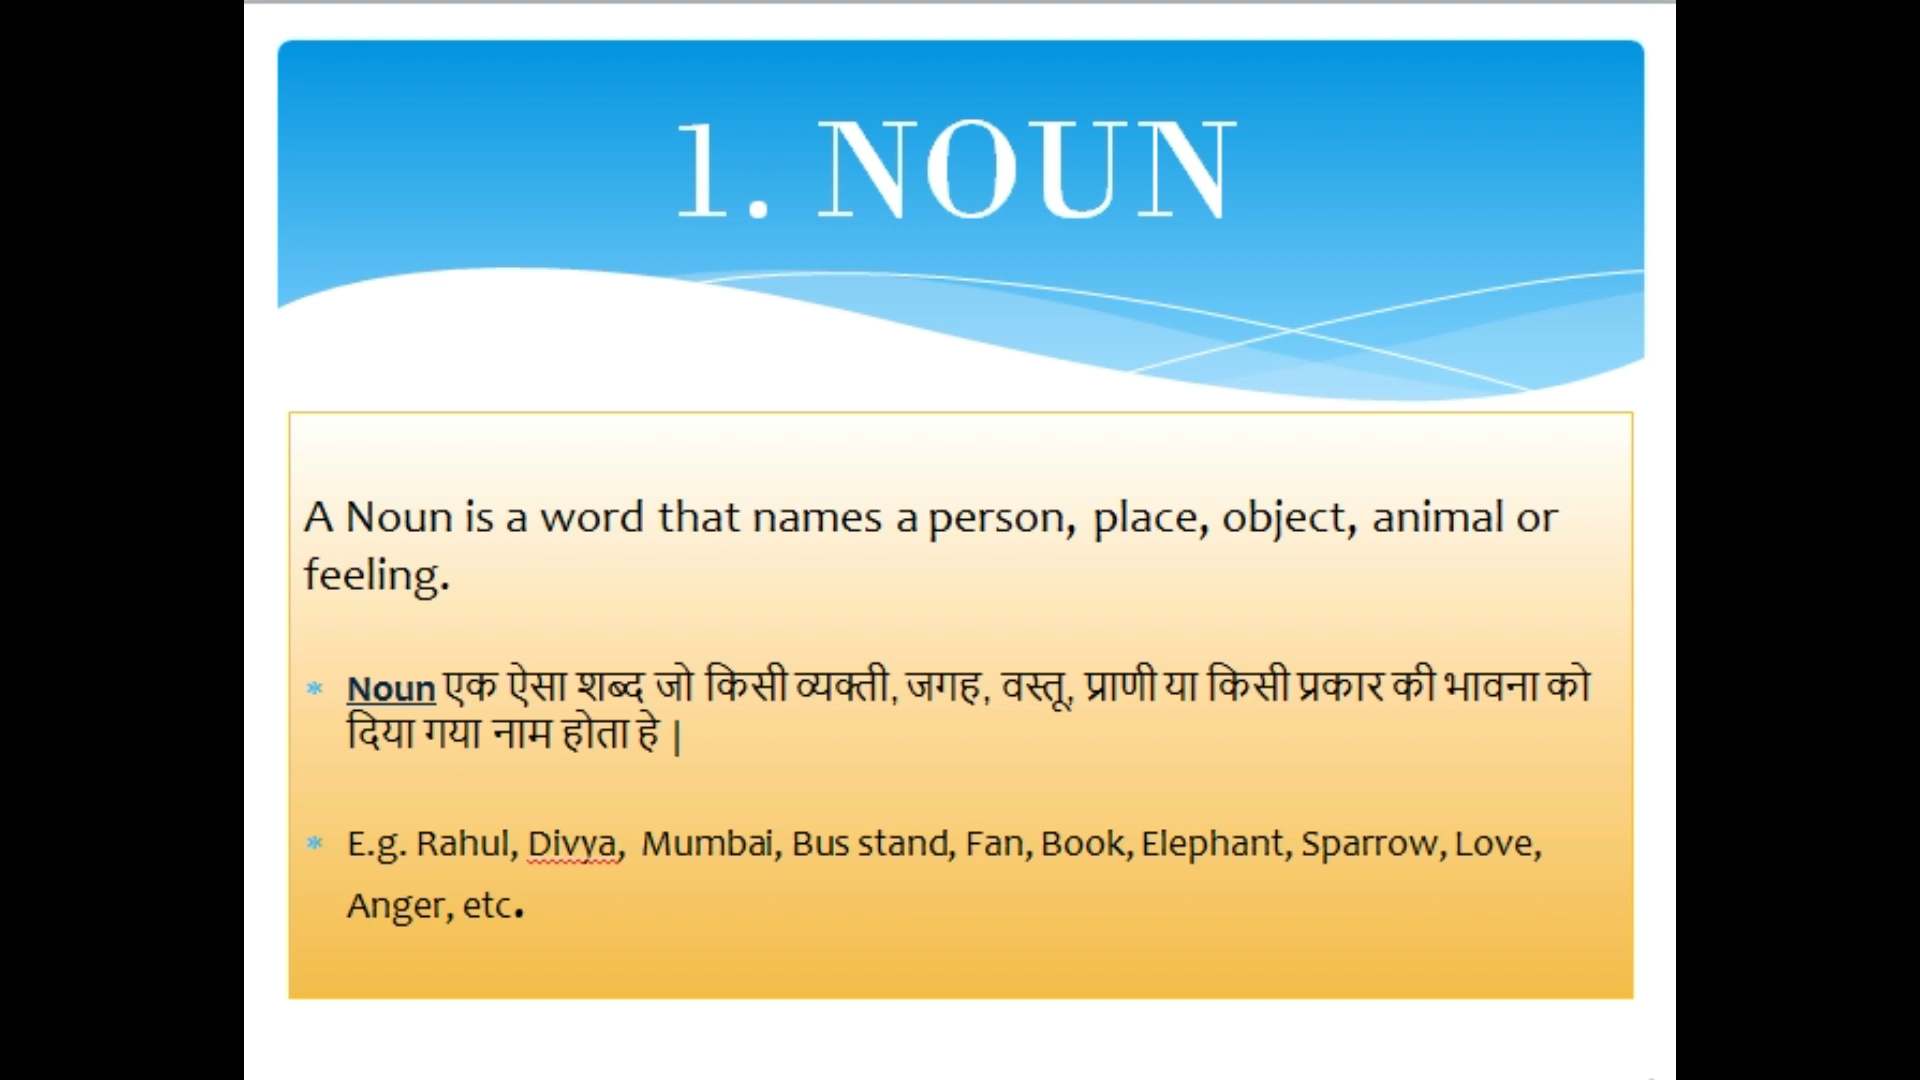 1. NOUN
A Noun is a word that names a person, place, object, animal or
feeling.
* Noun एक ऐसा शब्द जो किसी व्यक्ती, जगह, वस्तू, प्राणी या किसी प्रकार की भावना को
दिया गया नाम होता हे |
* E.g. Rahul, Divya, Mumbai, Bus stand, Fan, Book, Elephant, Sparrow, Love,
Anger, etc.